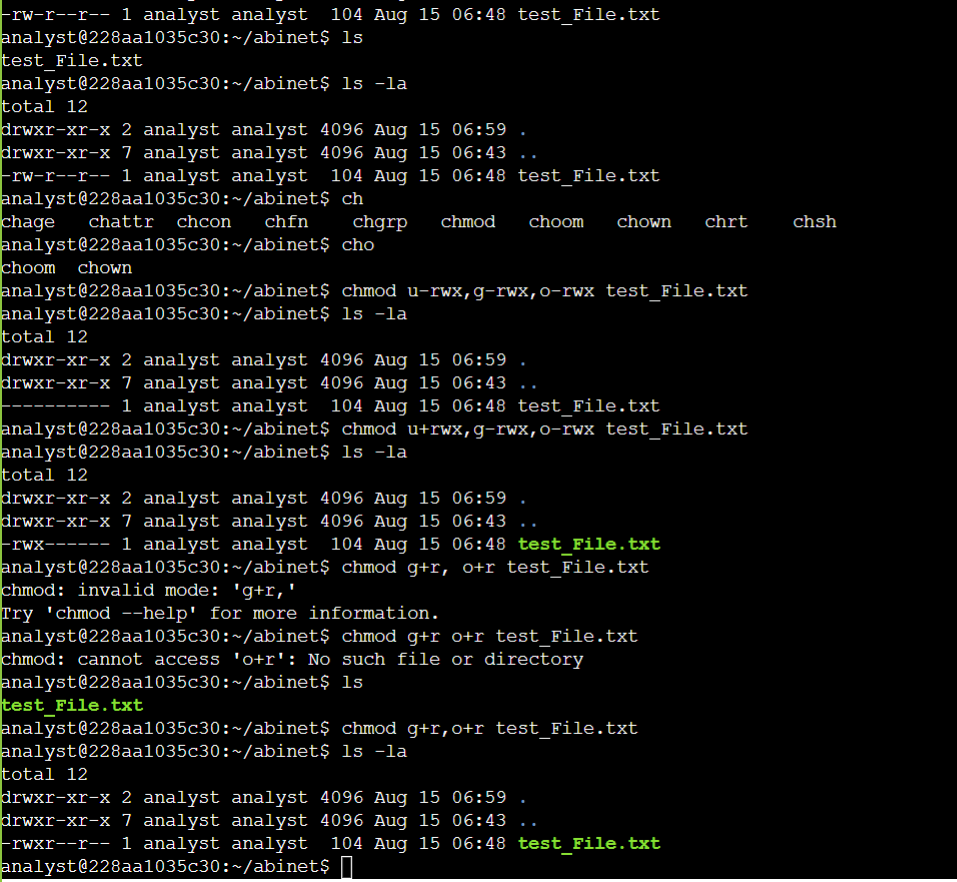 -rw-r--r-- 1 analyst analyst  104 Aug 15 06:48 test_File.txt
analyst@228aa1035c30:~/abinet$ ls
test_File.txt
analyst@228aa1035c30:~/abinet$ ls -la
total 12
drwxr-xr-x 2 analyst analyst 4096 Aug 15 06:59 .
drwxr-xr-x 7 analyst analyst 4096 Aug 15 06:43 ..
-rw-r--r-- 1 analyst analyst  104 Aug 15 06:48 test_File.txt
analyst@228aa1035c30:~/abinet$ ch
chage   chattr  chcon   chfn    chgrp   chmod   choom   chown   chrt    chsh
analyst@228aa1035c30:~/abinet$ cho
choom  chown
analyst@228aa1035c30:~/abinet$ chmod u-rwx,g-rwx,o-rwx test_File.txt
analyst@228aa1035c30:~/abinet$ ls -la
total 12
drwxr-xr-x 2 analyst analyst 4096 Aug 15 06:59 .
drwxr-xr-x 7 analyst analyst 4096 Aug 15 06:43 ..
---------- 1 analyst analyst  104 Aug 15 06:48 test_File.txt
analyst@228aa1035c30:~/abinet$ chmod u+rwx,g-rwx,o-rwx test_File.txt
analyst@228aa1035c30:~/abinet$ ls -la
total 12
drwxr-xr-x 2 analyst analyst 4096 Aug 15 06:59 .
drwxr-xr-x 7 analyst analyst 4096 Aug 15 06:43 ..
-rwx------ 1 analyst analyst  104 Aug 15 06:48 test_File.txt
analyst@228aa1035c30:~/abinet$ chmod g+r, o+r test_File.txt
chmod: invalid mode: 'g+r,'
Try 'chmod --help' for more information.
analyst@228aa1035c30:~/abinet$ chmod g+r o+r test_File.txt
chmod: cannot access 'o+r': No such file or directory
analyst@228aa1035c30:~/abinet$ ls
test_File.txt
analyst@228aa1035c30:~/abinet$ chmod g+r,o+r test_File.txt
analyst@228aa1035c30:~/abinet$ ls -la
total 12
drwxr-xr-x 2 analyst analyst 4096 Aug 15 06:59 .
drwxr-xr-x 7 analyst analyst 4096 Aug 15 06:43 ..
-rwxr--r-- 1 analyst analyst  104 Aug 15 06:48 test_File.txt
analyst@228aa1035c30:~/abinet$